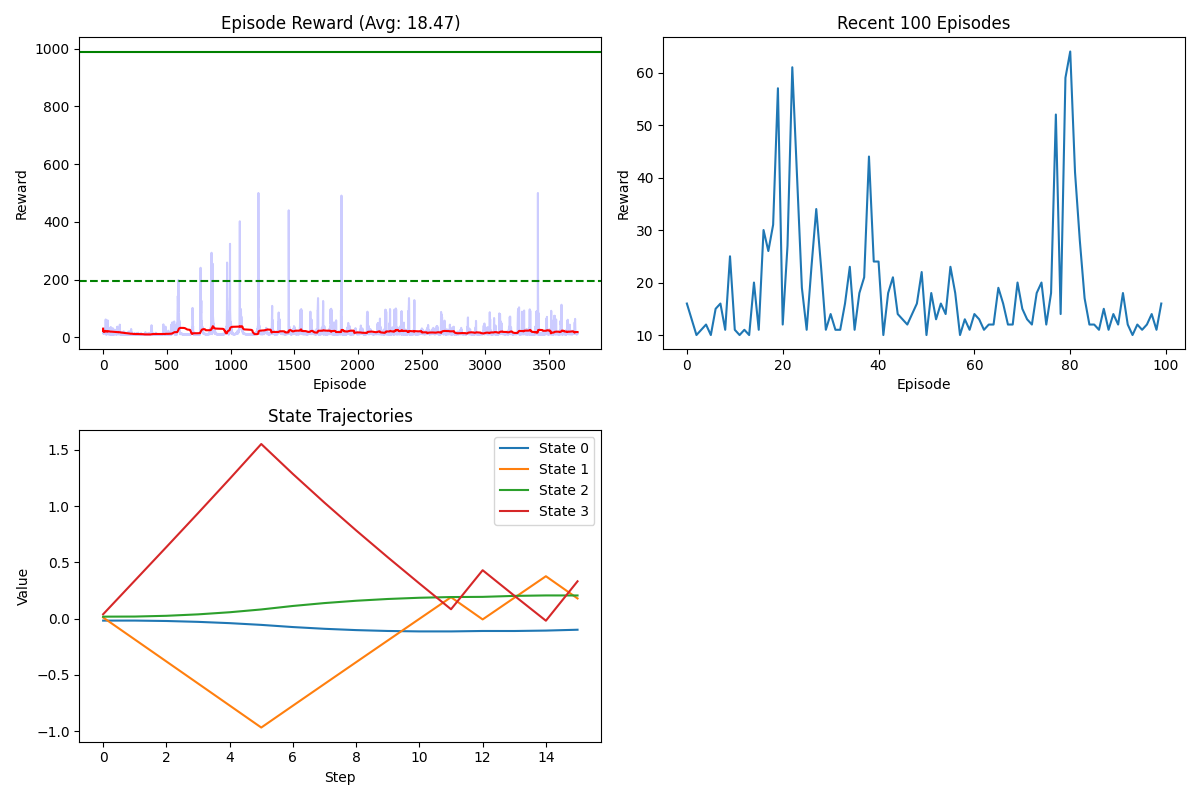 Episode Reward (Avg: 18.47)
1000
800
600
400
200
0
Reward
0 500 1000 1500 2000 2500 3000 3500
Episode
Recent 100 Episodes
60
50
40
30
20
10
Reward
0 20 40 60 80 100
Episode
State Trajectories
1.5
1.0
0.5
0.0
−0.5
−1.0
Value
State 0
State 1
State 2
State 3
0 2 4 6 8 10 12 14
Step